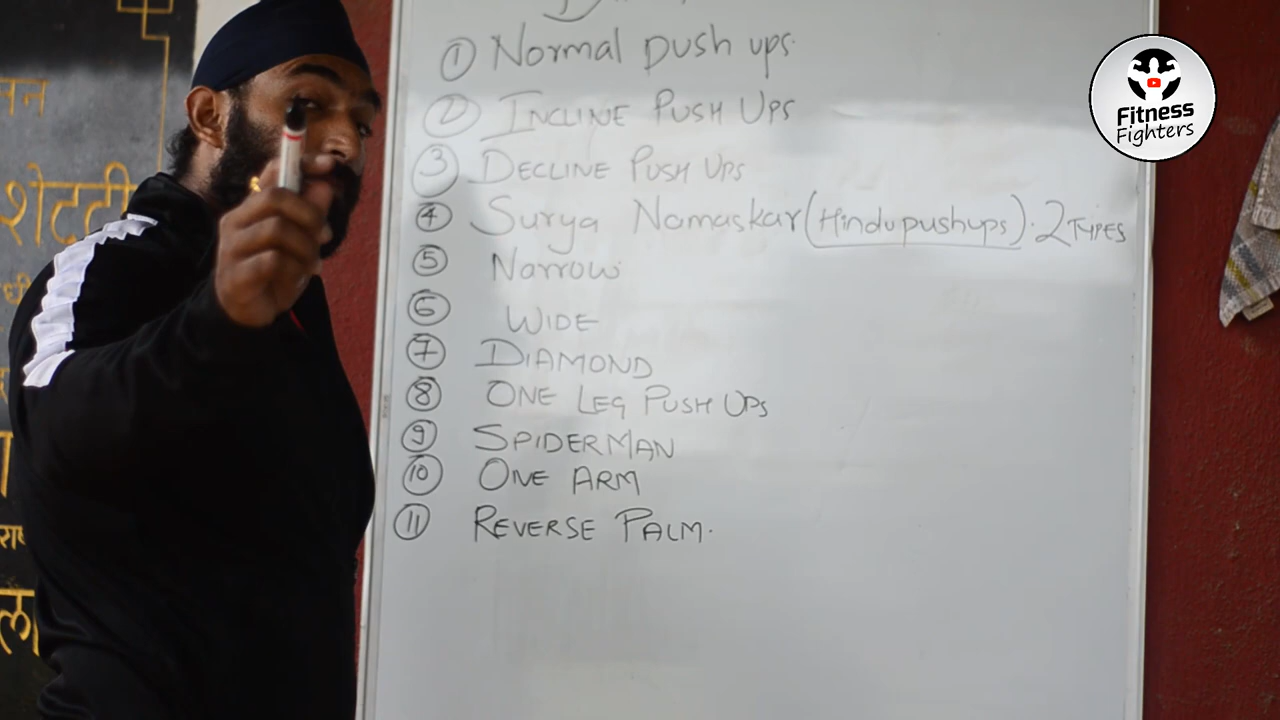 ① Normal Push ups.
② INCLINE PUSH UPS
③ DECLINE PUSH UPS
④ Surya Namaskar (Hindu pushups). 2 TYPES
⑤ Narrow
⑥ WIDE
⑦ DIAMOND
⑧ ONE LEG PUSH UPS
⑨ SPIDERMAN
⑩ ONE ARM
⑪ REVERSE PALM.
Fitness
Fighters
शेटटी